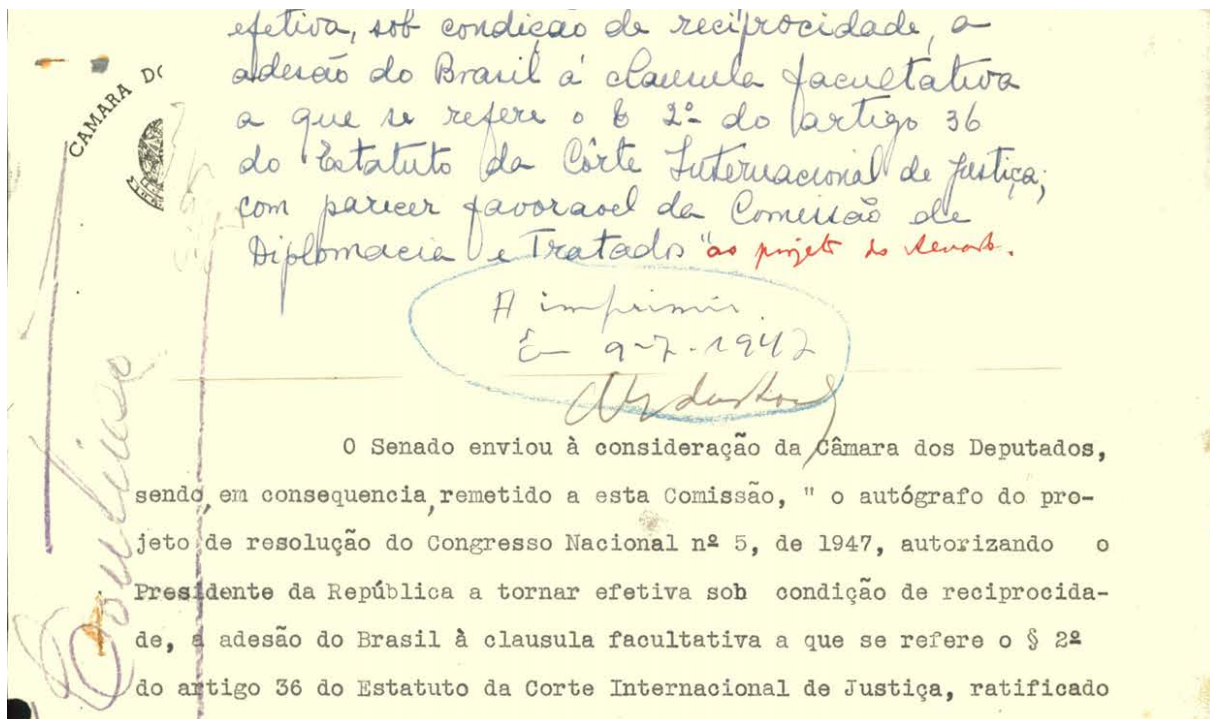 efetiva, sob condição de reciprocidade, a
adesão do Brasil á clausula facultativa
a que se refere o § 2º do artigo 36
do Estatuto da Côrte Internacional de Justiça;
com parecer favoravel da Comissão de
Diplomacia e Tratados "ao projeto do Senado.
CAMARA DO
A imprimir.
Em 9-7-1947
O Senado enviou à consideração da Câmara dos Deputados,
sendo, em consequencia, remetido a esta Comissão, " o autógrafo do pro-
jeto de resolução do Congresso Nacional nº 5, de 1947, autorizando o
Presidente da República a tornar efetiva sob condição de reciprocida-
de, a adesão do Brasil à clausula facultativa a que se refere o § 2º
do artigo 36 do Estatuto da Corte Internacional de Justiça, ratificado